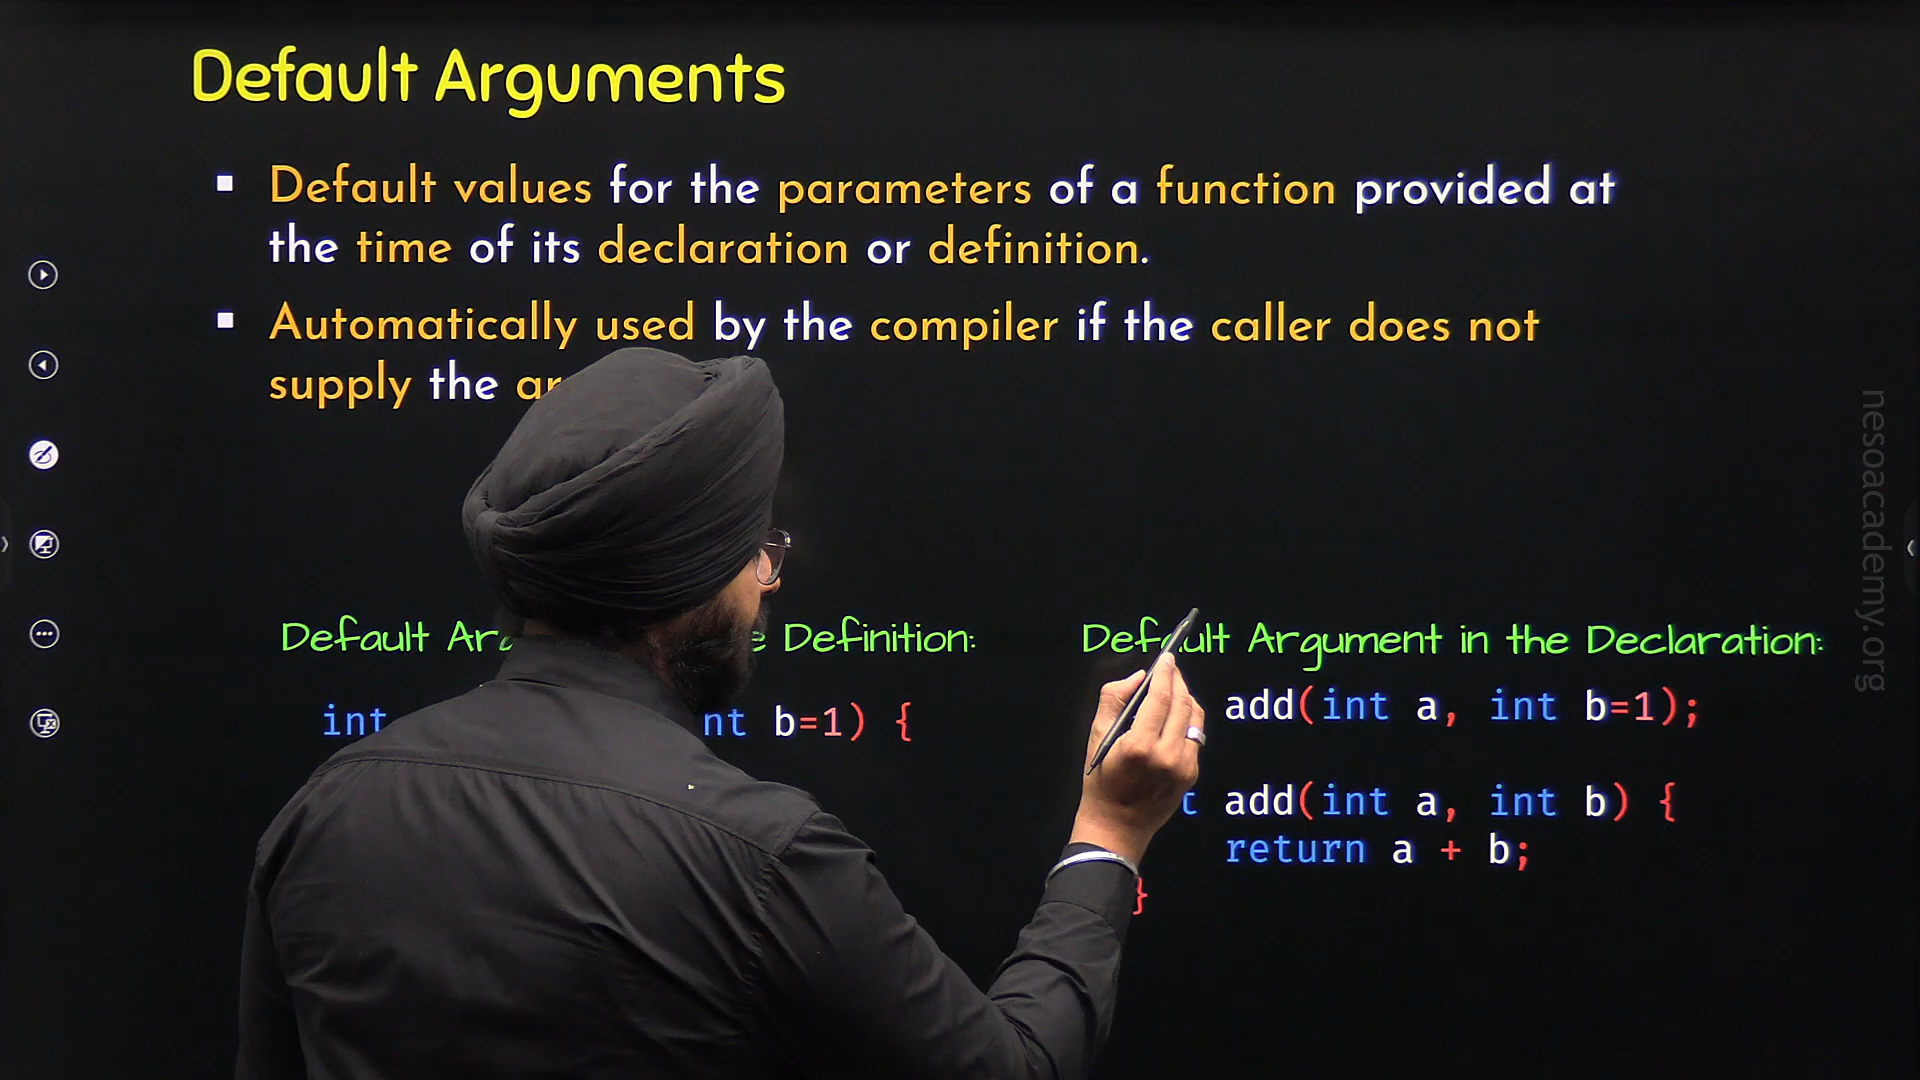 Default Arguments
Default values for the parameters of a function provided at
the time of its declaration or definition.
Automatically used by the compiler if the caller does not
supply the
Default Definition:
int b=1) {
Default Argument in the Declaration:
add(int a, int b=1);
add(int a, int b) {
return a + b;
}
nesoacademy.org